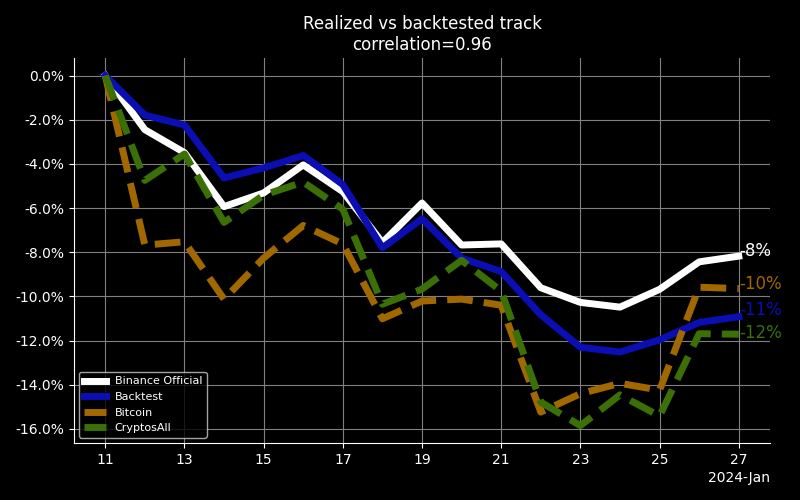 Realized vs backtested track
correlation=0.96
0.0%
-2.0%
-4.0%
-6.0%
-8.0%
-10.0%
-12.0%
-14.0%
-16.0%
-8%
-10%
-11%
-12%
Binance Official
Backtest
Bitcoin
CryptosAll
11 13 15 17 19 21 23 25 27
2024-Jan